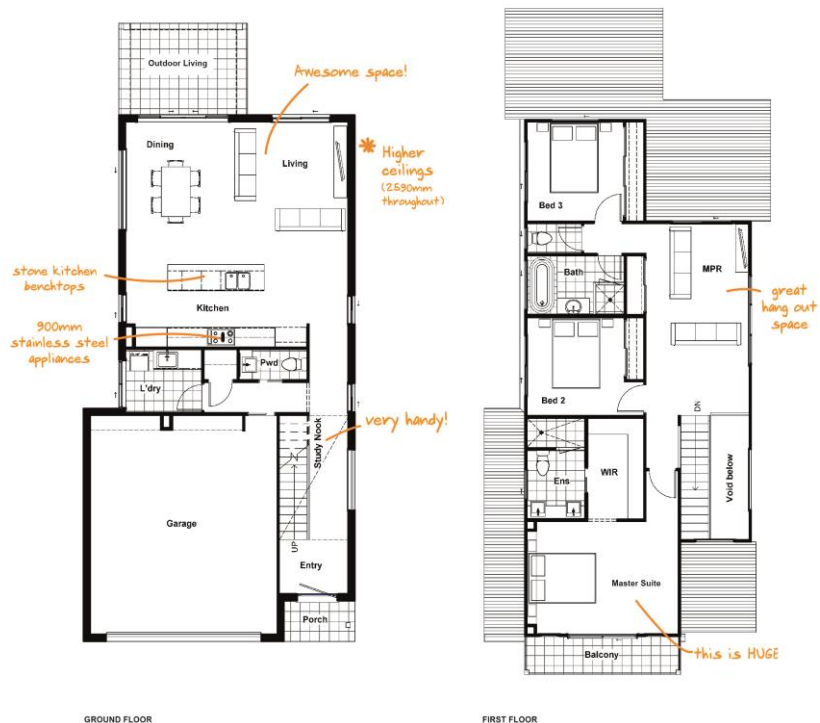 Outdoor Living
Awesome space!
Dining
Living
* Higher
ceilings
(2590mm
throughout)
stone kitchen
benchtops
Kitchen
900mm
stainless steel
appliances
Pwd
L'dry
very handy!
Study Nook
Garage
UP
Entry
Porch
GROUND FLOOR
Bed 3
MPR
Bath
great
hang out
space
Bed 2
DN
Void below
WIR
Ens
Master Suite
this is HUGE
Balcony
FIRST FLOOR